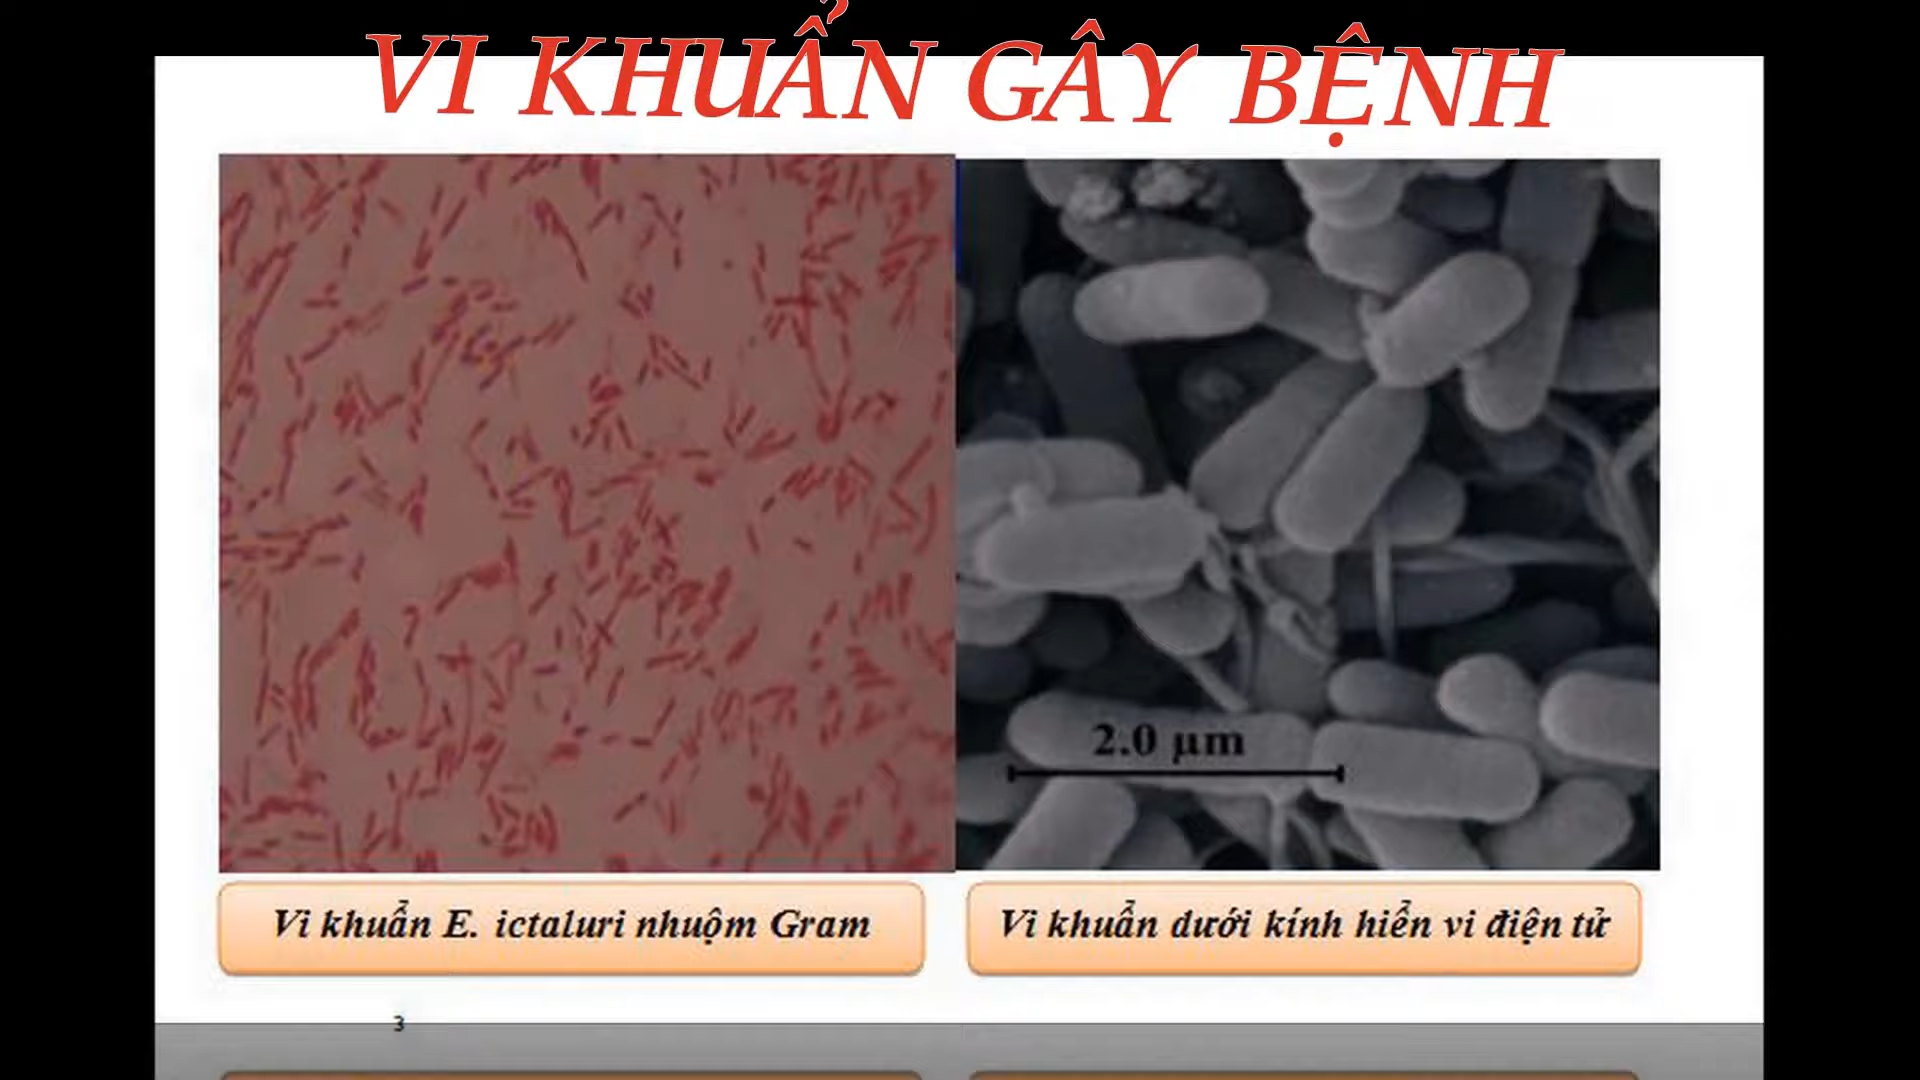 VI KHUẨN GÂY BỆNH
2.0 µm
Vi khuẩn E. ictaluri nhuộm Gram
Vi khuẩn dưới kính hiển vi điện tử
3